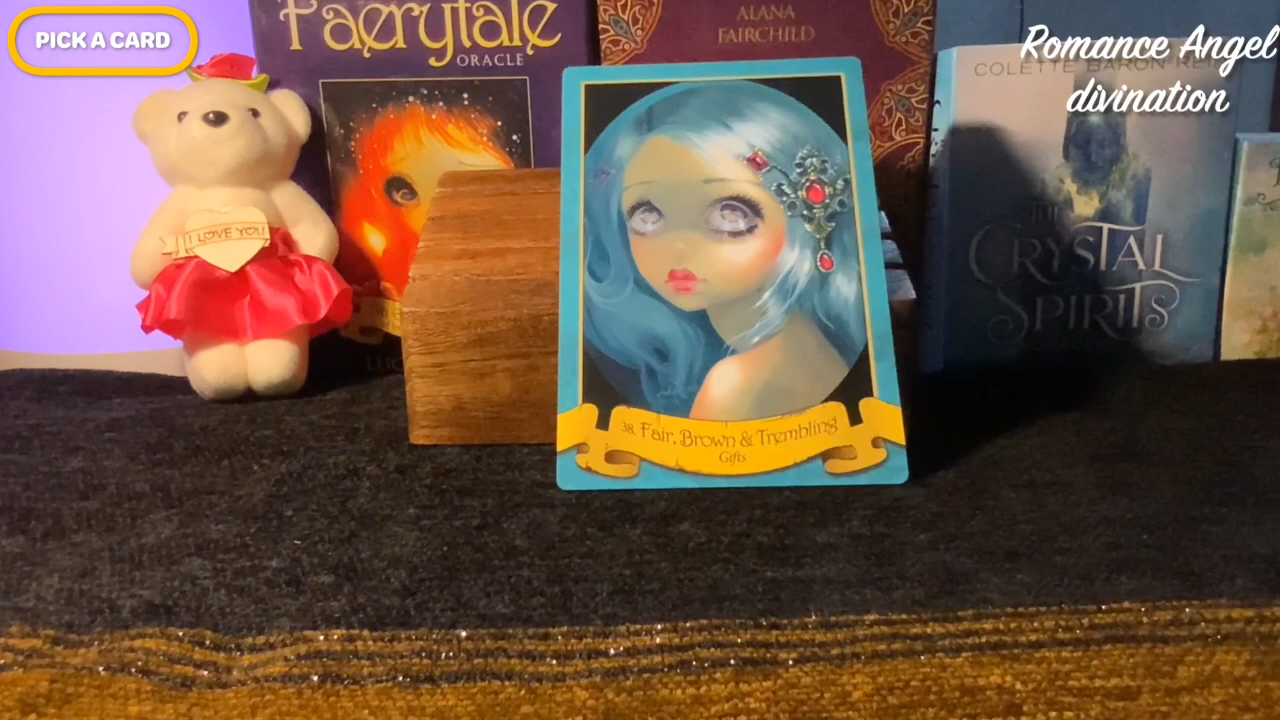 PICK A CARD
Faerytale
ORACLE
ALANA
FAIRCHILD
Romance Angel
divination
COLETTE BARON-REID
I LOVE YOU
THE
CRYSTAL
SPIRITS
38. Fair, Brown & Trembling
Gifts